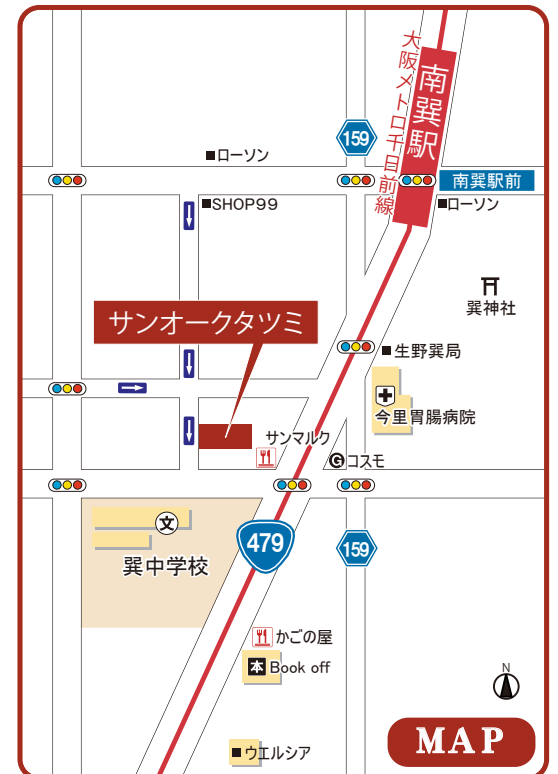 大阪メトロ千日前線
南巽駅
159
ローソン
南巽駅前
SHOP99
ローソン
巽神社
サンオークタツミ
生野巽局
今里胃腸病院
サンマルク
G コスモ
文
巽中学校
479
159
かごの屋
本 Book off
N
ウエルシア
MAP